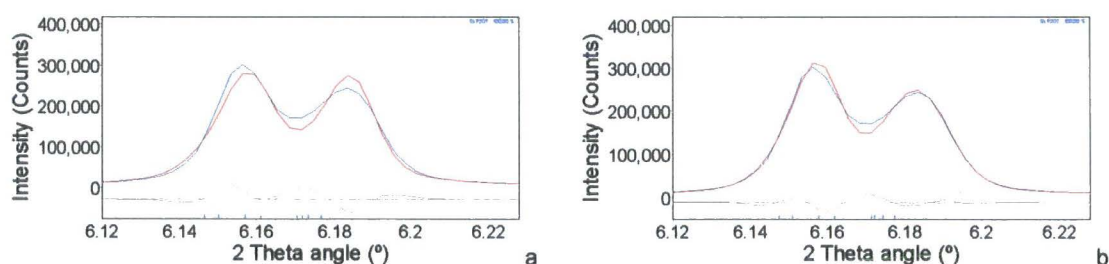 400,000
300,000
200,000
100,000
0
Intensity (Counts)
6.12 6.14 6.16 6.18 6.2 6.22
2 Theta angle (º)
a
400,000
300,000
200,000
100,000
0
Intensity (Counts)
6.12 6.14 6.16 6.18 6.2 6.22
2 Theta angle (º)
b